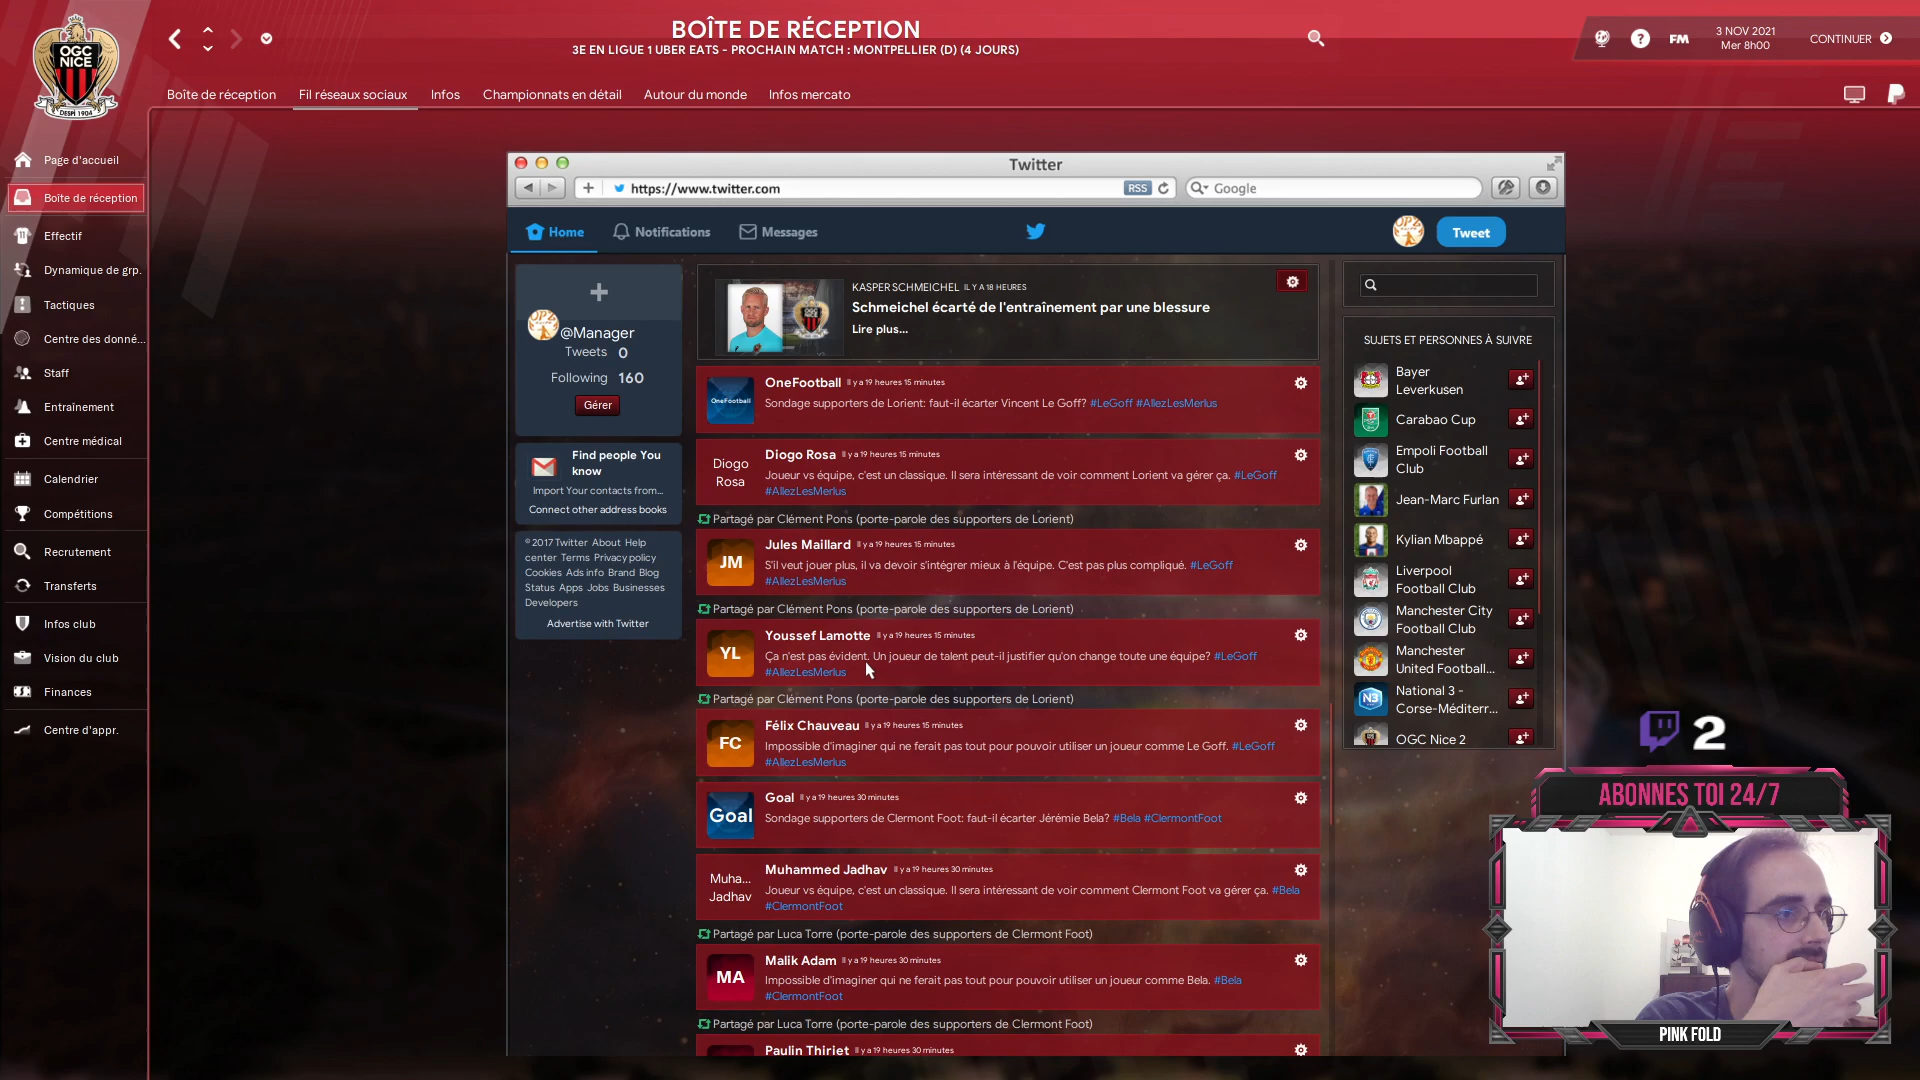 OGC
NICE
DESPÍ 1904
BOÎTE DE RÉCEPTION
3E EN LIGUE 1 UBER EATS - PROCHAIN MATCH : MONTPELLIER (D) (4 JOURS)
FM
3 NOV 2021
Mer 8h00
CONTINUER
Boîte de réception
Fil réseaux sociaux
Infos
Championnats en détail
Autour du monde
Infos mercato
Page d'accueil
Boîte de réception
Effectif
Dynamique de grp.
Tactiques
Centre des donné...
Staff
Entraînement
Centre médical
Calendrier
Compétitions
Recrutement
Transferts
Infos club
Vision du club
Finances
Centre d'appr.
Twitter
https://www.twitter.com
RSS
Google
Home
Notifications
Messages
Tweet
@Manager
Tweets 0
Following 160
Gérer
Find people You
know
Import Your contacts from...
Connect other address books
© 2017 Twitter About Help
center Terms Privacy policy
Cookies Ads info Brand Blog
Status Apps Jobs Businesses
Developers
Advertise with Twitter
KASPER SCHMEICHEL IL Y A 18 HEURES
Schmeichel écarté de l'entraînement par une blessure
Lire plus...
OneFootball
OneFootball Il y a 19 heures 15 minutes
Sondage supporters de Lorient: faut-il écarter Vincent Le Goff? #LeGoff #AllezLesMerlus
Diogo
Rosa
Diogo Rosa Il y a 19 heures 15 minutes
Joueur vs équipe, c'est un classique. Il sera intéressant de voir comment Lorient va gérer ça. #LeGoff
#AllezLesMerlus
Partagé par Clément Pons (porte-parole des supporters de Lorient)
JM
Jules Maillard Il y a 19 heures 15 minutes
S'il veut jouer plus, il va devoir s'intégrer mieux à l'équipe. C'est pas plus compliqué. #LeGoff
#AllezLesMerlus
Partagé par Clément Pons (porte-parole des supporters de Lorient)
YL
Youssef Lamotte Il y a 19 heures 15 minutes
Ça n'est pas évident. Un joueur de talent peut-il justifier qu'on change toute une équipe? #LeGoff
#AllezLesMerlus
Partagé par Clément Pons (porte-parole des supporters de Lorient)
FC
Félix Chauveau Il y a 19 heures 15 minutes
Impossible d'imaginer qui ne ferait pas tout pour pouvoir utiliser un joueur comme Le Goff. #LeGoff
#AllezLesMerlus
Goal
Goal Il y a 19 heures 30 minutes
Sondage supporters de Clermont Foot: faut-il écarter Jérémie Bela? #Bela #ClermontFoot
Muha...
Jadhav
Muhammed Jadhav Il y a 19 heures 30 minutes
Joueur vs équipe, c'est un classique. Il sera intéressant de voir comment Clermont Foot va gérer ça. #Bela
#ClermontFoot
Partagé par Luca Torre (porte-parole des supporters de Clermont Foot)
MA
Malik Adam Il y a 19 heures 30 minutes
Impossible d'imaginer qui ne ferait pas tout pour pouvoir utiliser un joueur comme Bela. #Bela
#ClermontFoot
Partagé par Luca Torre (porte-parole des supporters de Clermont Foot)
Paulin Thiriet Il y a 19 heures 30 minutes
SUJETS ET PERSONNES À SUIVRE
Bayer
Leverkusen
Carabao Cup
Empoli Football
Club
Jean-Marc Furlan
Kylian Mbappé
Liverpool
Football Club
Manchester City
Football Club
Manchester
United Football...
N3
National 3 -
Corse-Méditerr...
OGC Nice 2
2
ABONNES TOI 24/7
PINK FOLD